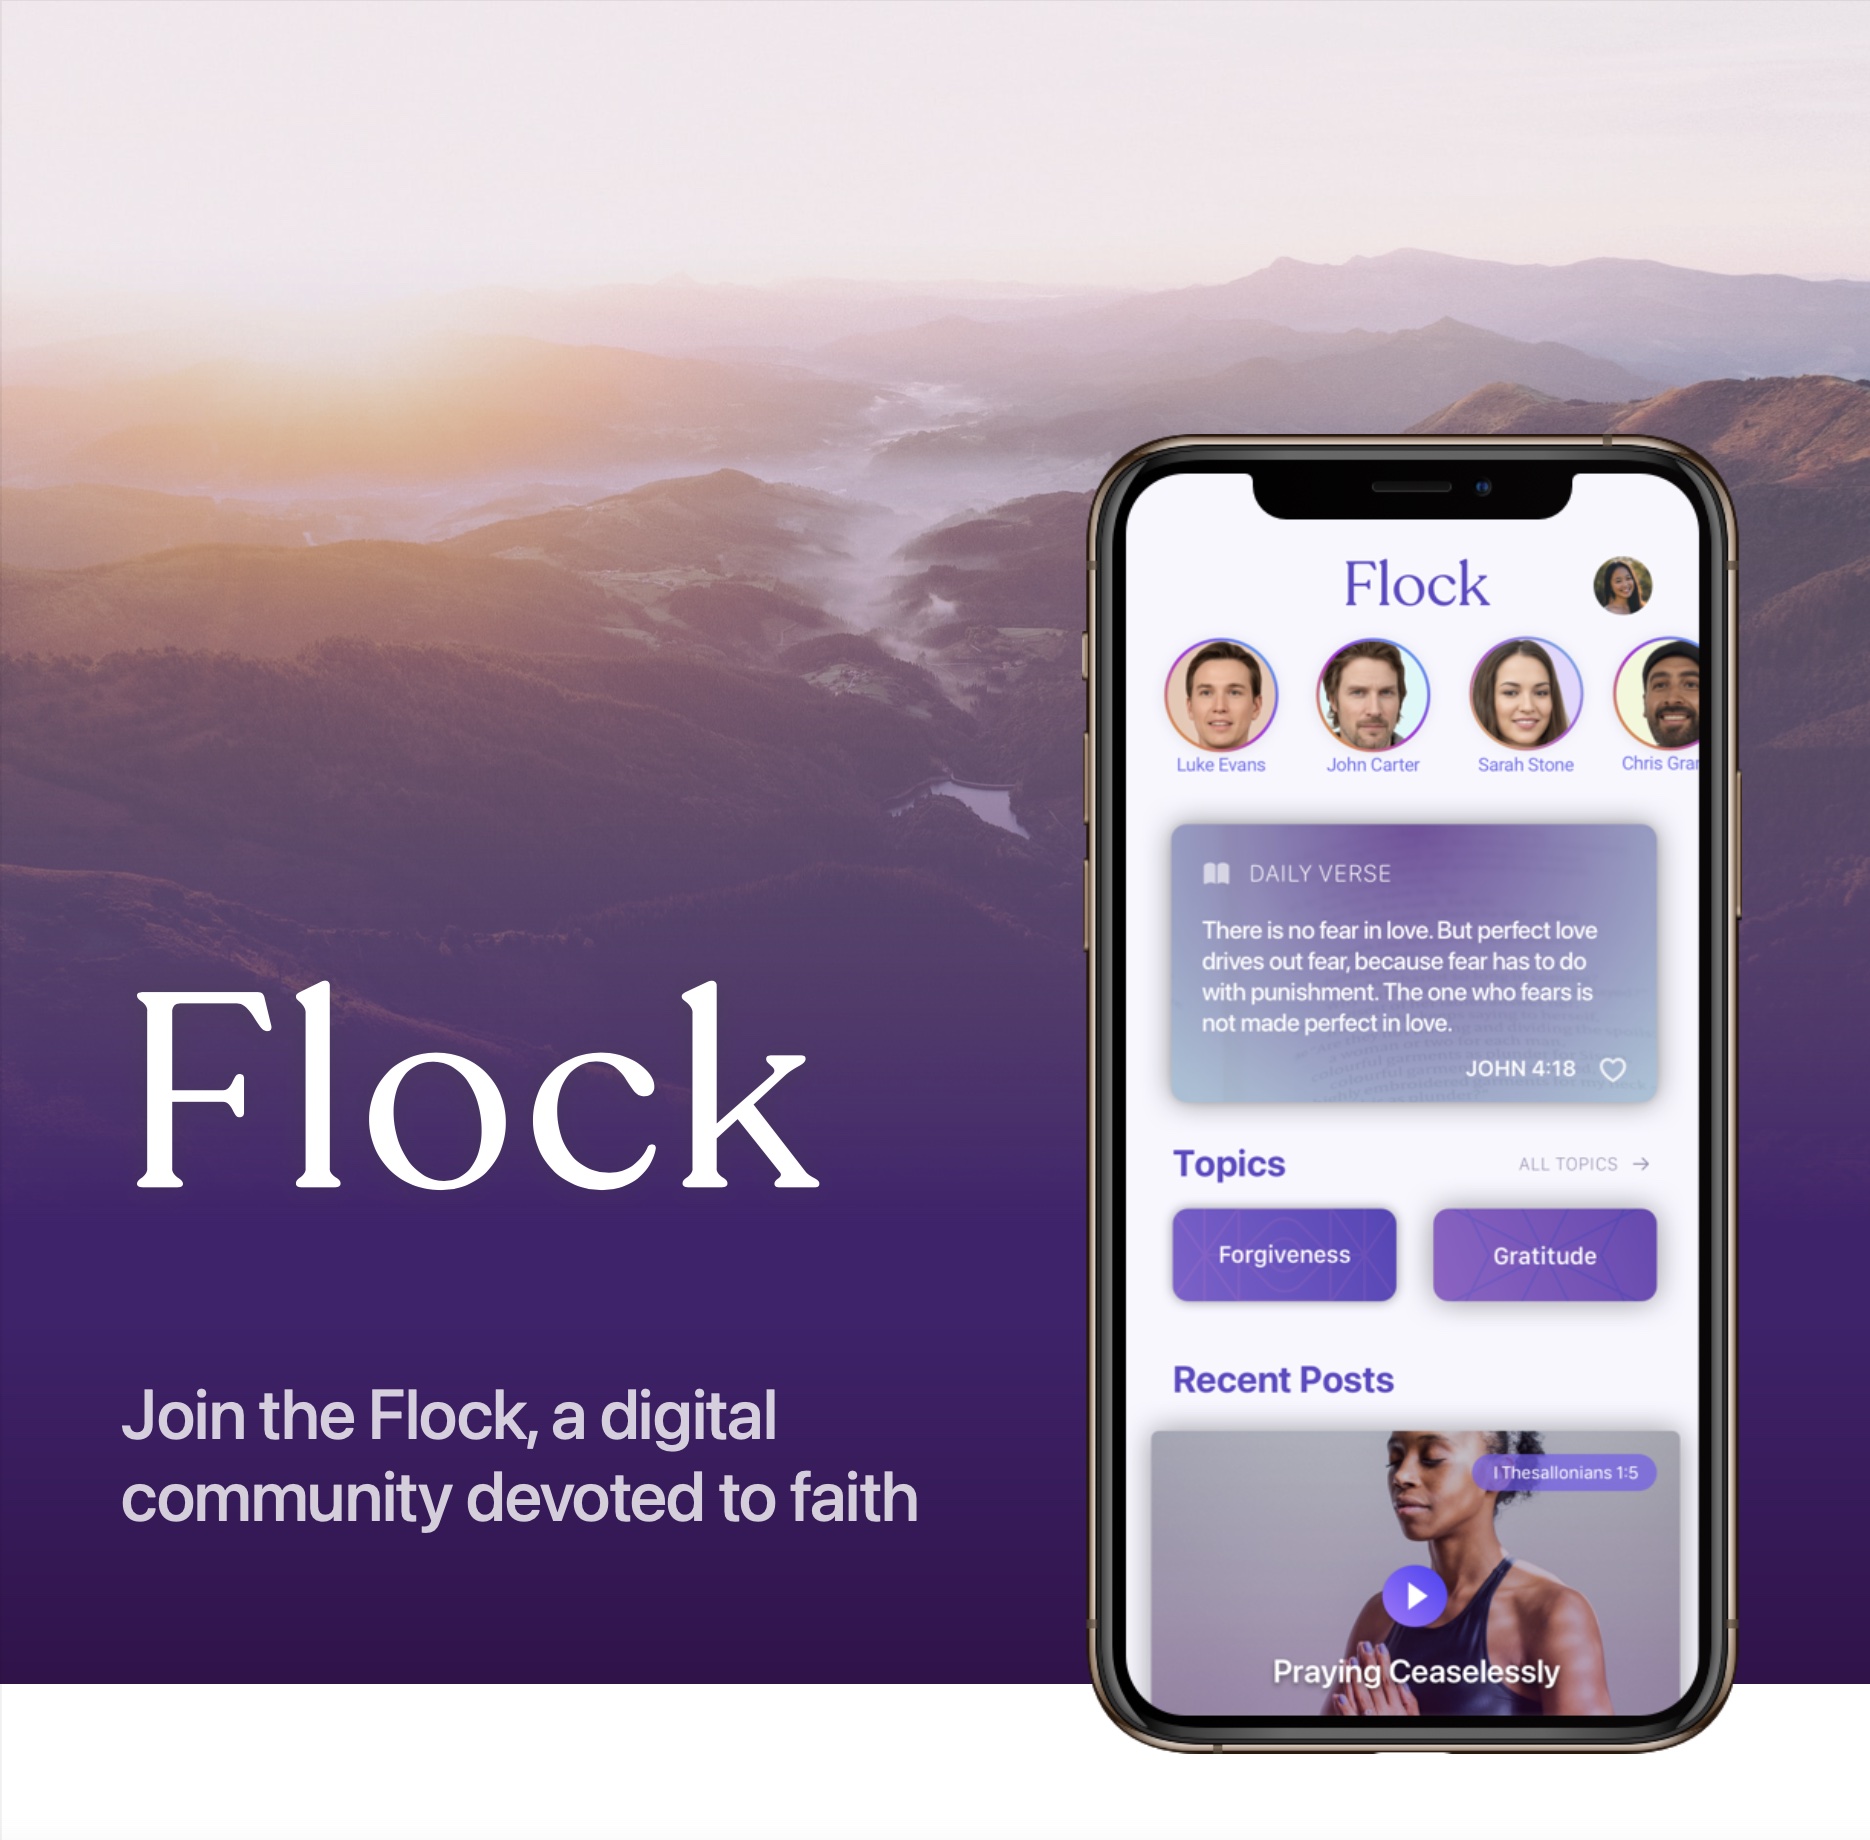 Flock
Join the Flock, a digital
community devoted to faith
Flock
Luke Evans
John Carter
Sarah Stone
Chris
DAILY VERSE
There is no fear in love. But perfect love
drives out fear, because fear has to do
with punishment. The one who fears is
not made perfect in love.
JOHN 4:18
Topics
ALL TOPICS →
Forgiveness
Gratitude
Recent Posts
I Thesallonians 1:5
Praying Ceaselessly